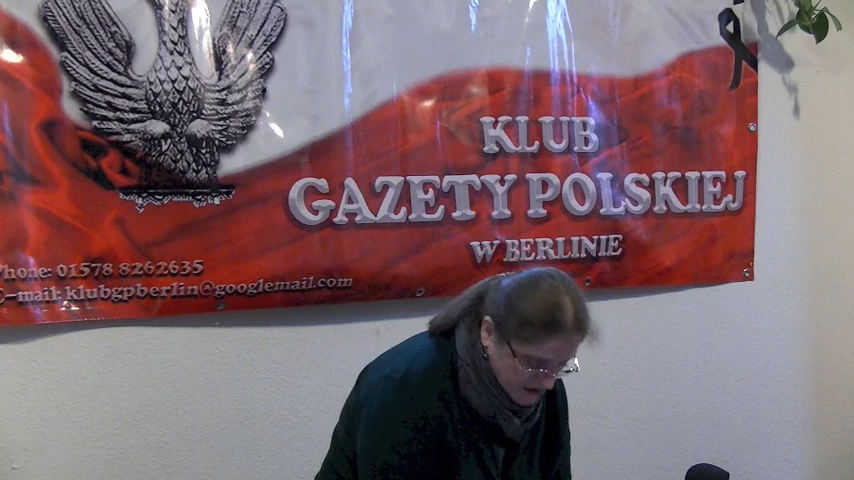 KLUB
GAZETY POLSKIEJ
W BERLINIE
Phone: 01578 8262635
E-mail: klubgpberlin@googlemail.com